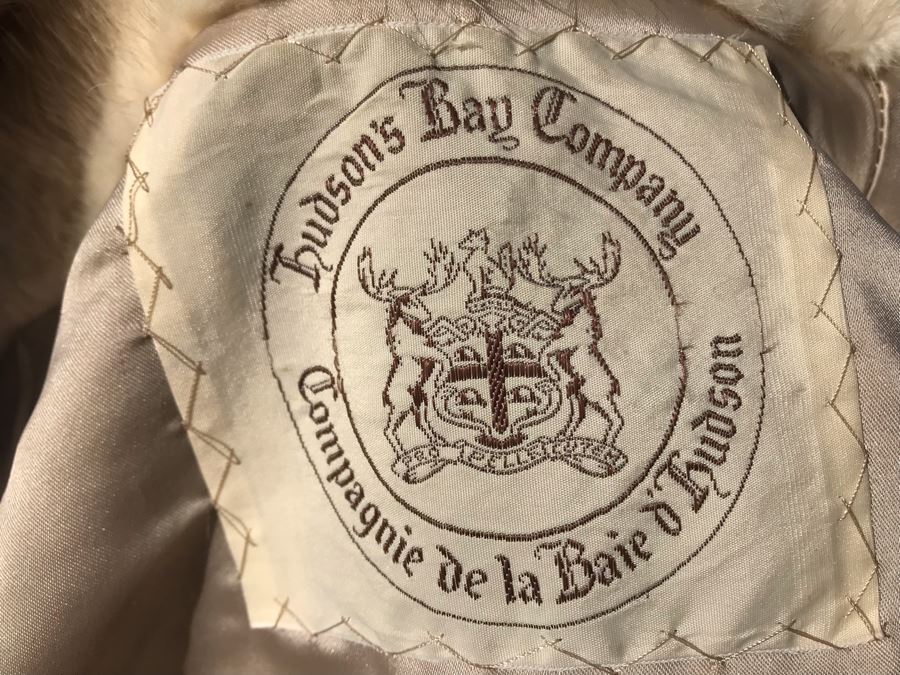 Hudson's Bay Company
Compagnie de la Baie d'Hudson